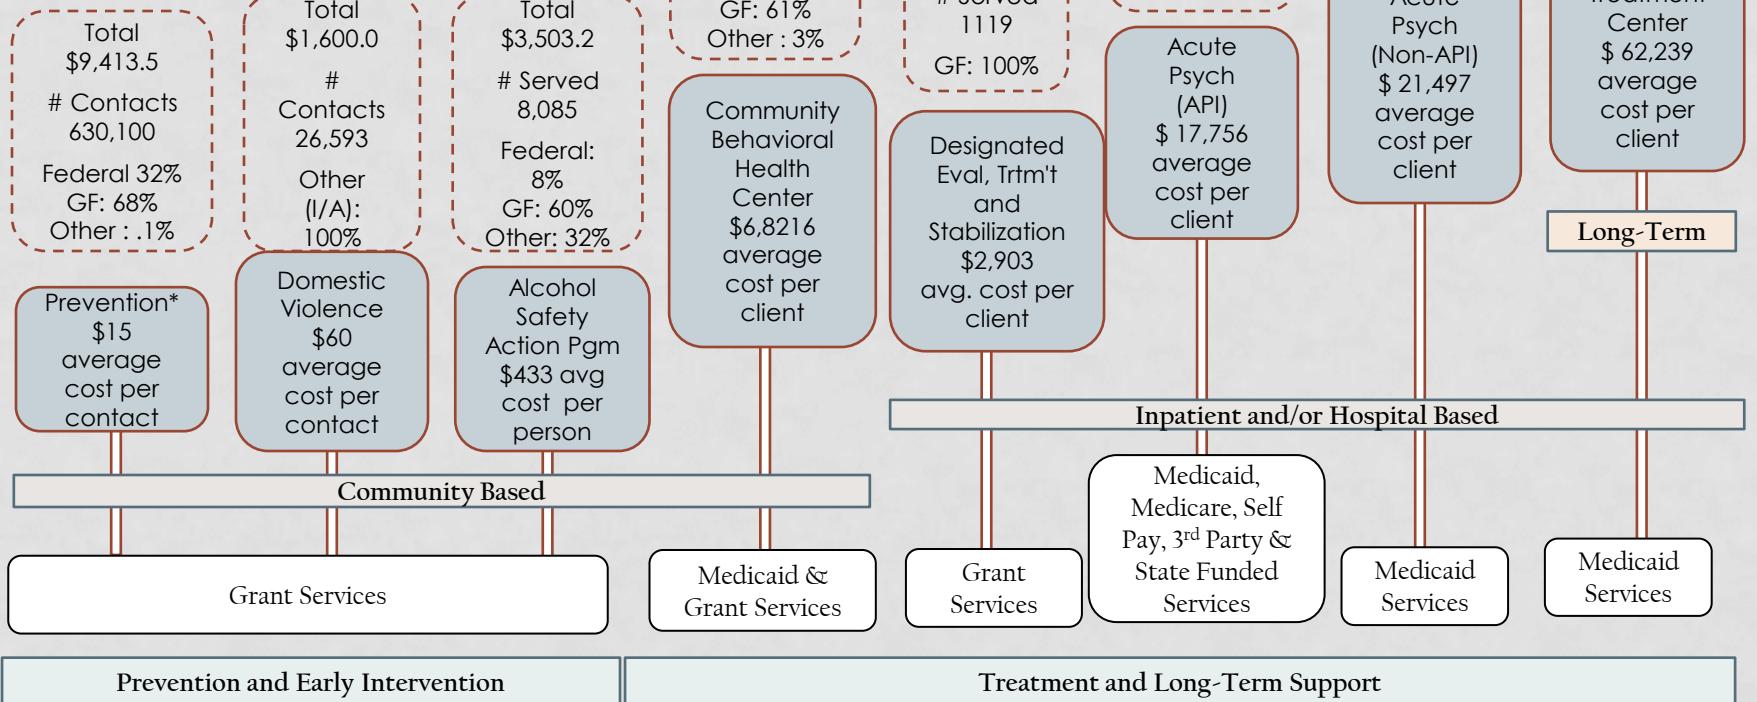 Total
$9,413.5
# Contacts
630,100
Federal 32%
GF: 68%
Other : .1%
Prevention*
$15
average
cost per
contact
Total
$1,600.0
#
Contacts
26,593
Other
(I/A):
100%
Domestic
Violence
$60
average
cost per
contact
Total
$3,503.2
# Served
8,085
Federal:
8%
GF: 60%
Other: 32%
Alcohol
Safety
Action Pgm
$433 avg
cost per
person
GF: 61%
Other : 3%
Community
Behavioral
Health
Center
$6,8216
average
cost per
client
# Served
1119
GF: 100%
Designated
Eval, Trtm't
and
Stabilization
$2,903
avg. cost per
client
Acute
Psych
(API)
$ 17,756
average
cost per
client
Acute
Psych
(Non-API)
$ 21,497
average
cost per
client
Treatment
Center
$ 62,239
average
cost per
client
Long-Term
Inpatient and/or Hospital Based
Community Based
Grant Services
Medicaid &
Grant Services
Grant
Services
Medicaid,
Medicare, Self
Pay, 3rd Party &
State Funded
Services
Medicaid
Services
Medicaid
Services
Prevention and Early Intervention
Treatment and Long-Term Support